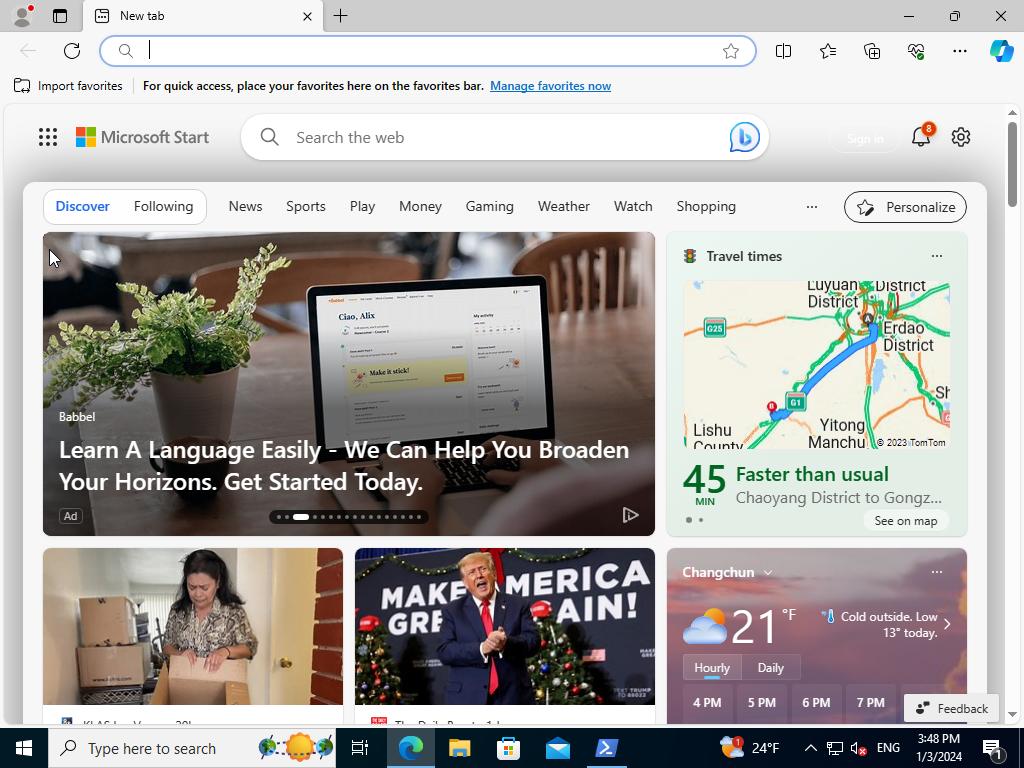 New tab
Import favorites
For quick access, place your favorites here on the favorites bar. Manage favorites now
Microsoft Start
Search the web
Sign in
8
Discover
Following
News
Sports
Play
Money
Gaming
Weather
Watch
Shopping
Personalize
Ciao, Alix
My activity
Make it stick!
Babbel
Learn A Language Easily - We Can Help You Broaden
Your Horizons. Get Started Today.
Ad
Travel times
Luyuan District
District
G25
Erdao
District
G1
Lishu
County
Yitong
Manchu
© 2023 TomTom
45
MIN
Faster than usual
Chaoyang District to Gongz...
See on map
MAKE AMERICA
GREAT AGAIN!
Changchun
21 °F
Cold outside. Low
13° today.
Hourly
Daily
4 PM
5 PM
6 PM
7 PM
Feedback
Type here to search
1
24°F
ENG
3:48 PM
1/3/2024
1